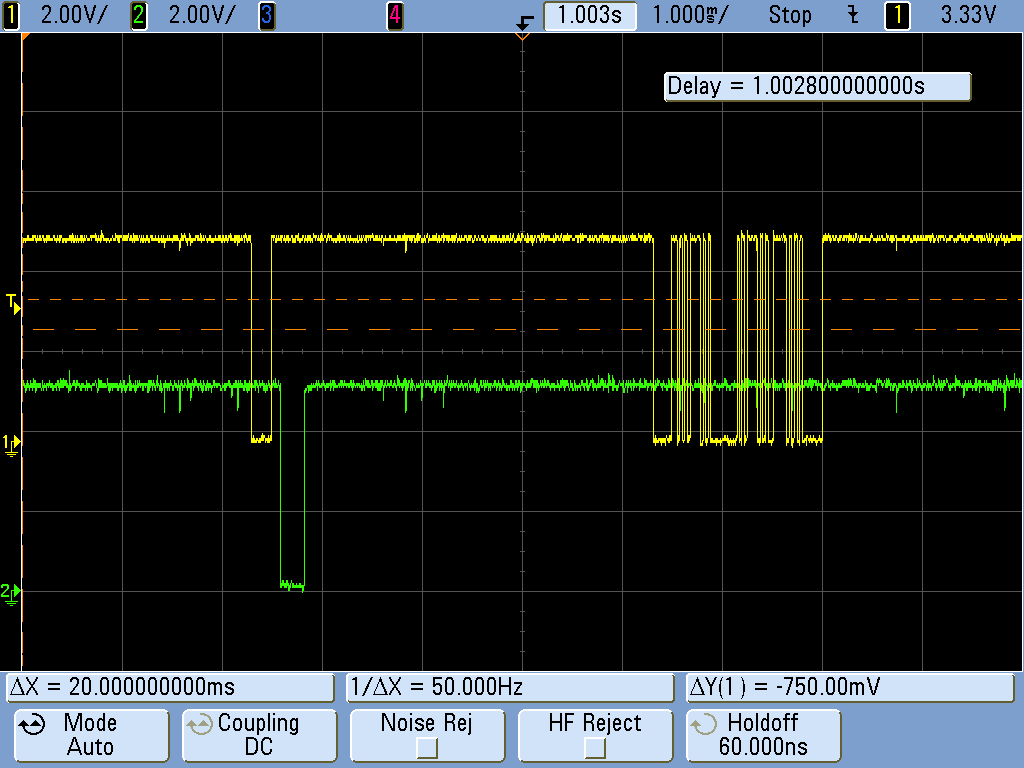 1 2.00V/ 2 2.00V/ 3 4 1.003s 1.000ms/ Stop 1 3.33V
Delay = 1.002800000000s
T
1
2
ΔX = 20.000000000ms 1/ΔX = 50.000Hz ΔY(1) = -750.00mV
Mode Coupling Noise Rej HF Reject Holdoff
Auto DC 60.000ns